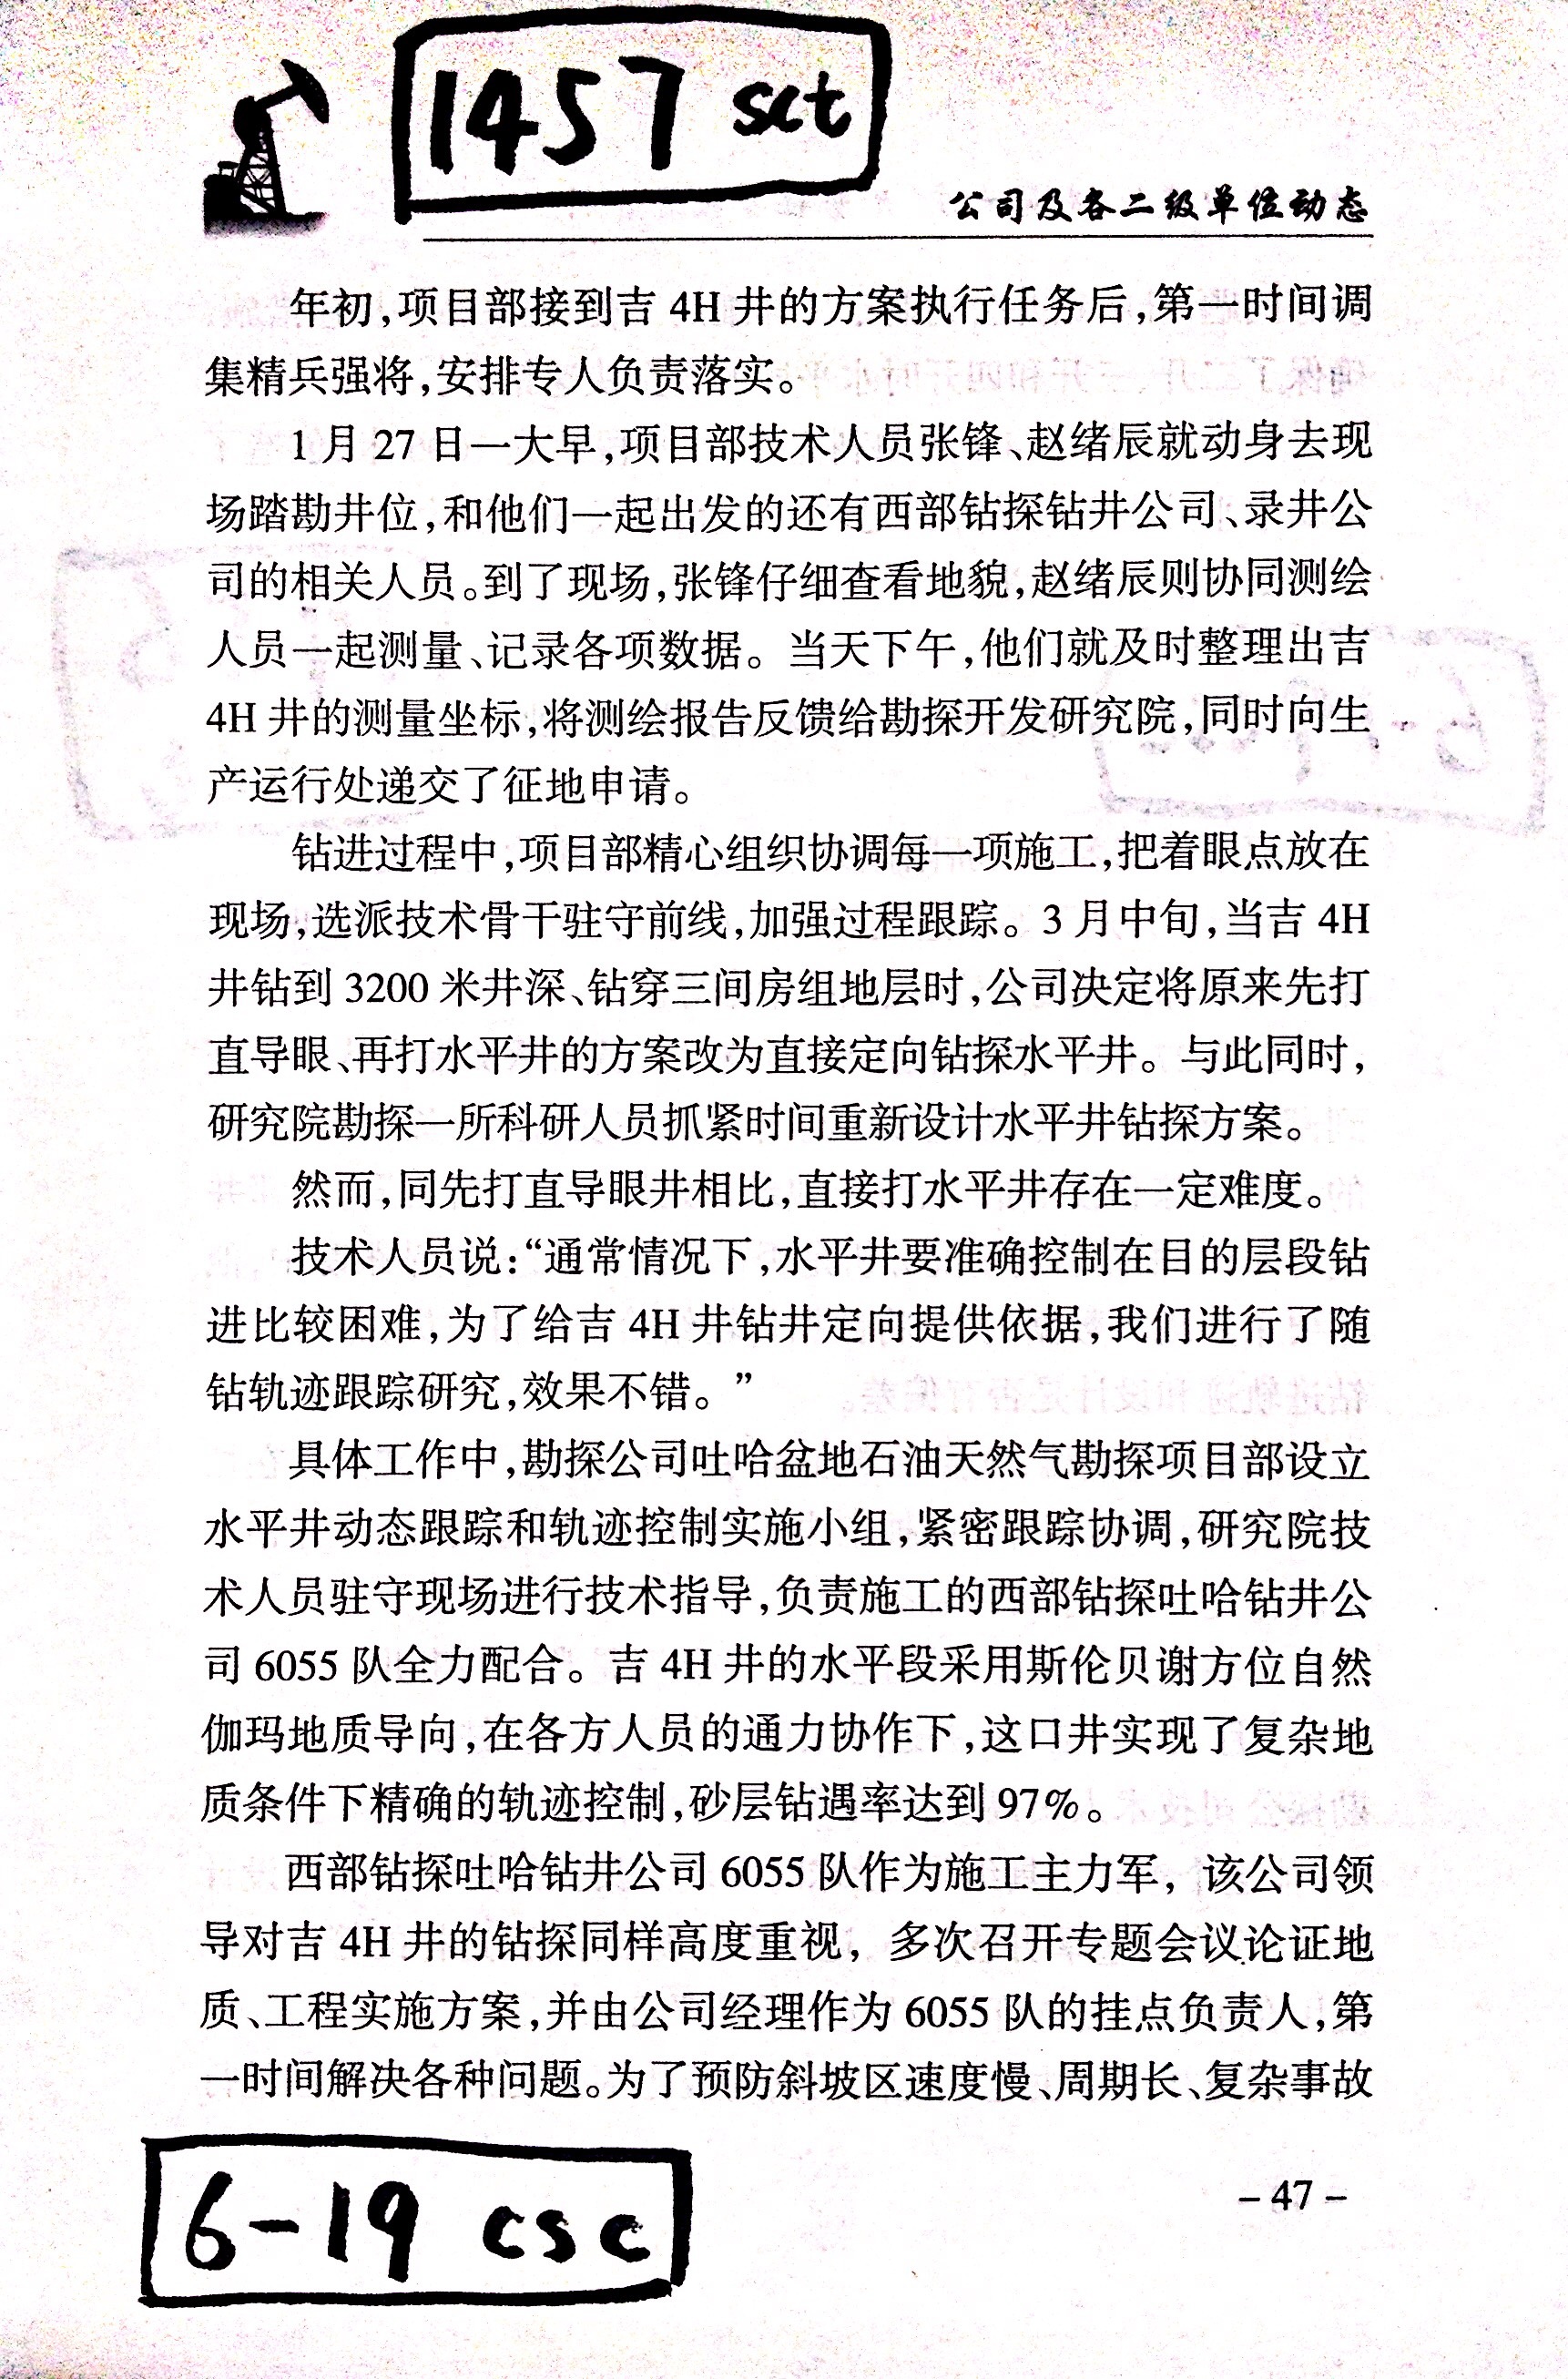 1457 sct
公司及各二级单位动态
年初,项目部接到吉 4H 井的方案执行任务后,第一时间调
集精兵强将,安排专人负责落实。
1 月 27 日一大早,项目部技术人员张锋、赵绪辰就动身去现
场踏勘井位,和他们一起出发的还有西部钻探钻井公司、录井公
司的相关人员。到了现场,张锋仔细查看地貌,赵绪辰则协同测绘
人员一起测量、记录各项数据。当天下午,他们就及时整理出吉
4H 井的测量坐标,将测绘报告反馈给勘探开发研究院,同时向生
产运行处递交了征地申请。
钻进过程中,项目部精心组织协调每一项施工,把着眼点放在
现场,选派技术骨干驻守前线,加强过程跟踪。3 月中旬,当吉 4H
井钻到 3200 米井深、钻穿三间房组地层时,公司决定将原来先打
直导眼、再打水平井的方案改为直接定向钻探水平井。与此同时,
研究院勘探一所科研人员抓紧时间重新设计水平井钻探方案。
然而,同先打直导眼井相比,直接打水平井存在一定难度。
技术人员说:“通常情况下,水平井要准确控制在目的层段钻
进比较困难,为了给吉 4H 井钻井定向提供依据,我们进行了随
钻轨迹跟踪研究,效果不错。”
具体工作中,勘探公司吐哈盆地石油天然气勘探项目部设立
水平井动态跟踪和轨迹控制实施小组,紧密跟踪协调,研究院技
术人员驻守现场进行技术指导,负责施工的西部钻探吐哈钻井公
司 6055 队全力配合。吉 4H 井的水平段采用斯伦贝谢方位自然
伽玛地质导向,在各方人员的通力协作下,这口井实现了复杂地
质条件下精确的轨迹控制,砂层钻遇率达到 97%。
西部钻探吐哈钻井公司 6055 队作为施工主力军,该公司领
导对吉 4H 井的钻探同样高度重视,多次召开专题会议论证地
质、工程实施方案,并由公司经理作为 6055 队的挂点负责人,第
一时间解决各种问题。为了预防斜坡区速度慢、周期长、复杂事故
6-19 csc
– 47 –